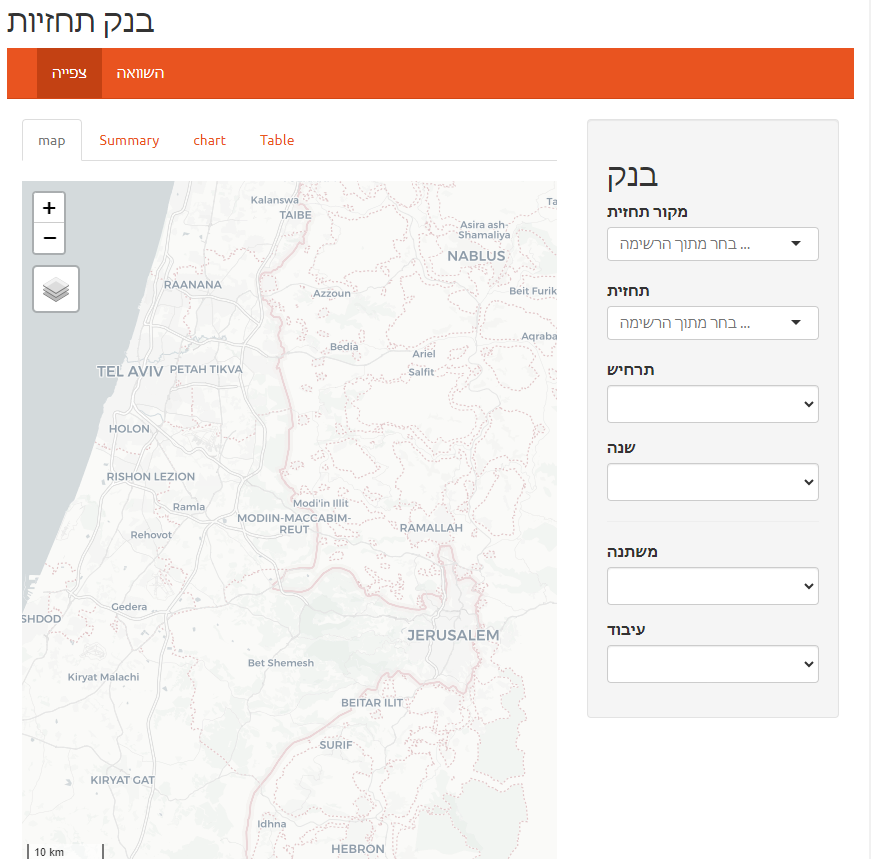 בנק תחזיות
צפייה
השוואה
map
Summary
chart
Table
+
−
Kalanswa
TAIBE
Asira ash-
Shamaliya
Ta
NABLUS
RAANANA
Azzoun
Beit Furik
Aqraba
Bedia
Ariel
Salfit
TEL AVIV
PETAH TIKVA
HOLON
RISHON LEZION
Ramla
Modi'in Illit
MODIIN-MACCABIM-
REUT
RAMALLAH
Rehovot
Gedera
SHDOD
JERUSALEM
Bet Shemesh
Kiryat Malachi
BEITAR ILIT
SURIF
KIRYAT GAT
Idhna
HEBRON
10 km
בנק
מקור תחזית
בחר מתוך הרשימה ...
תחזית
בחר מתוך הרשימה ...
תרחיש
שנה
משתנה
עיבוד